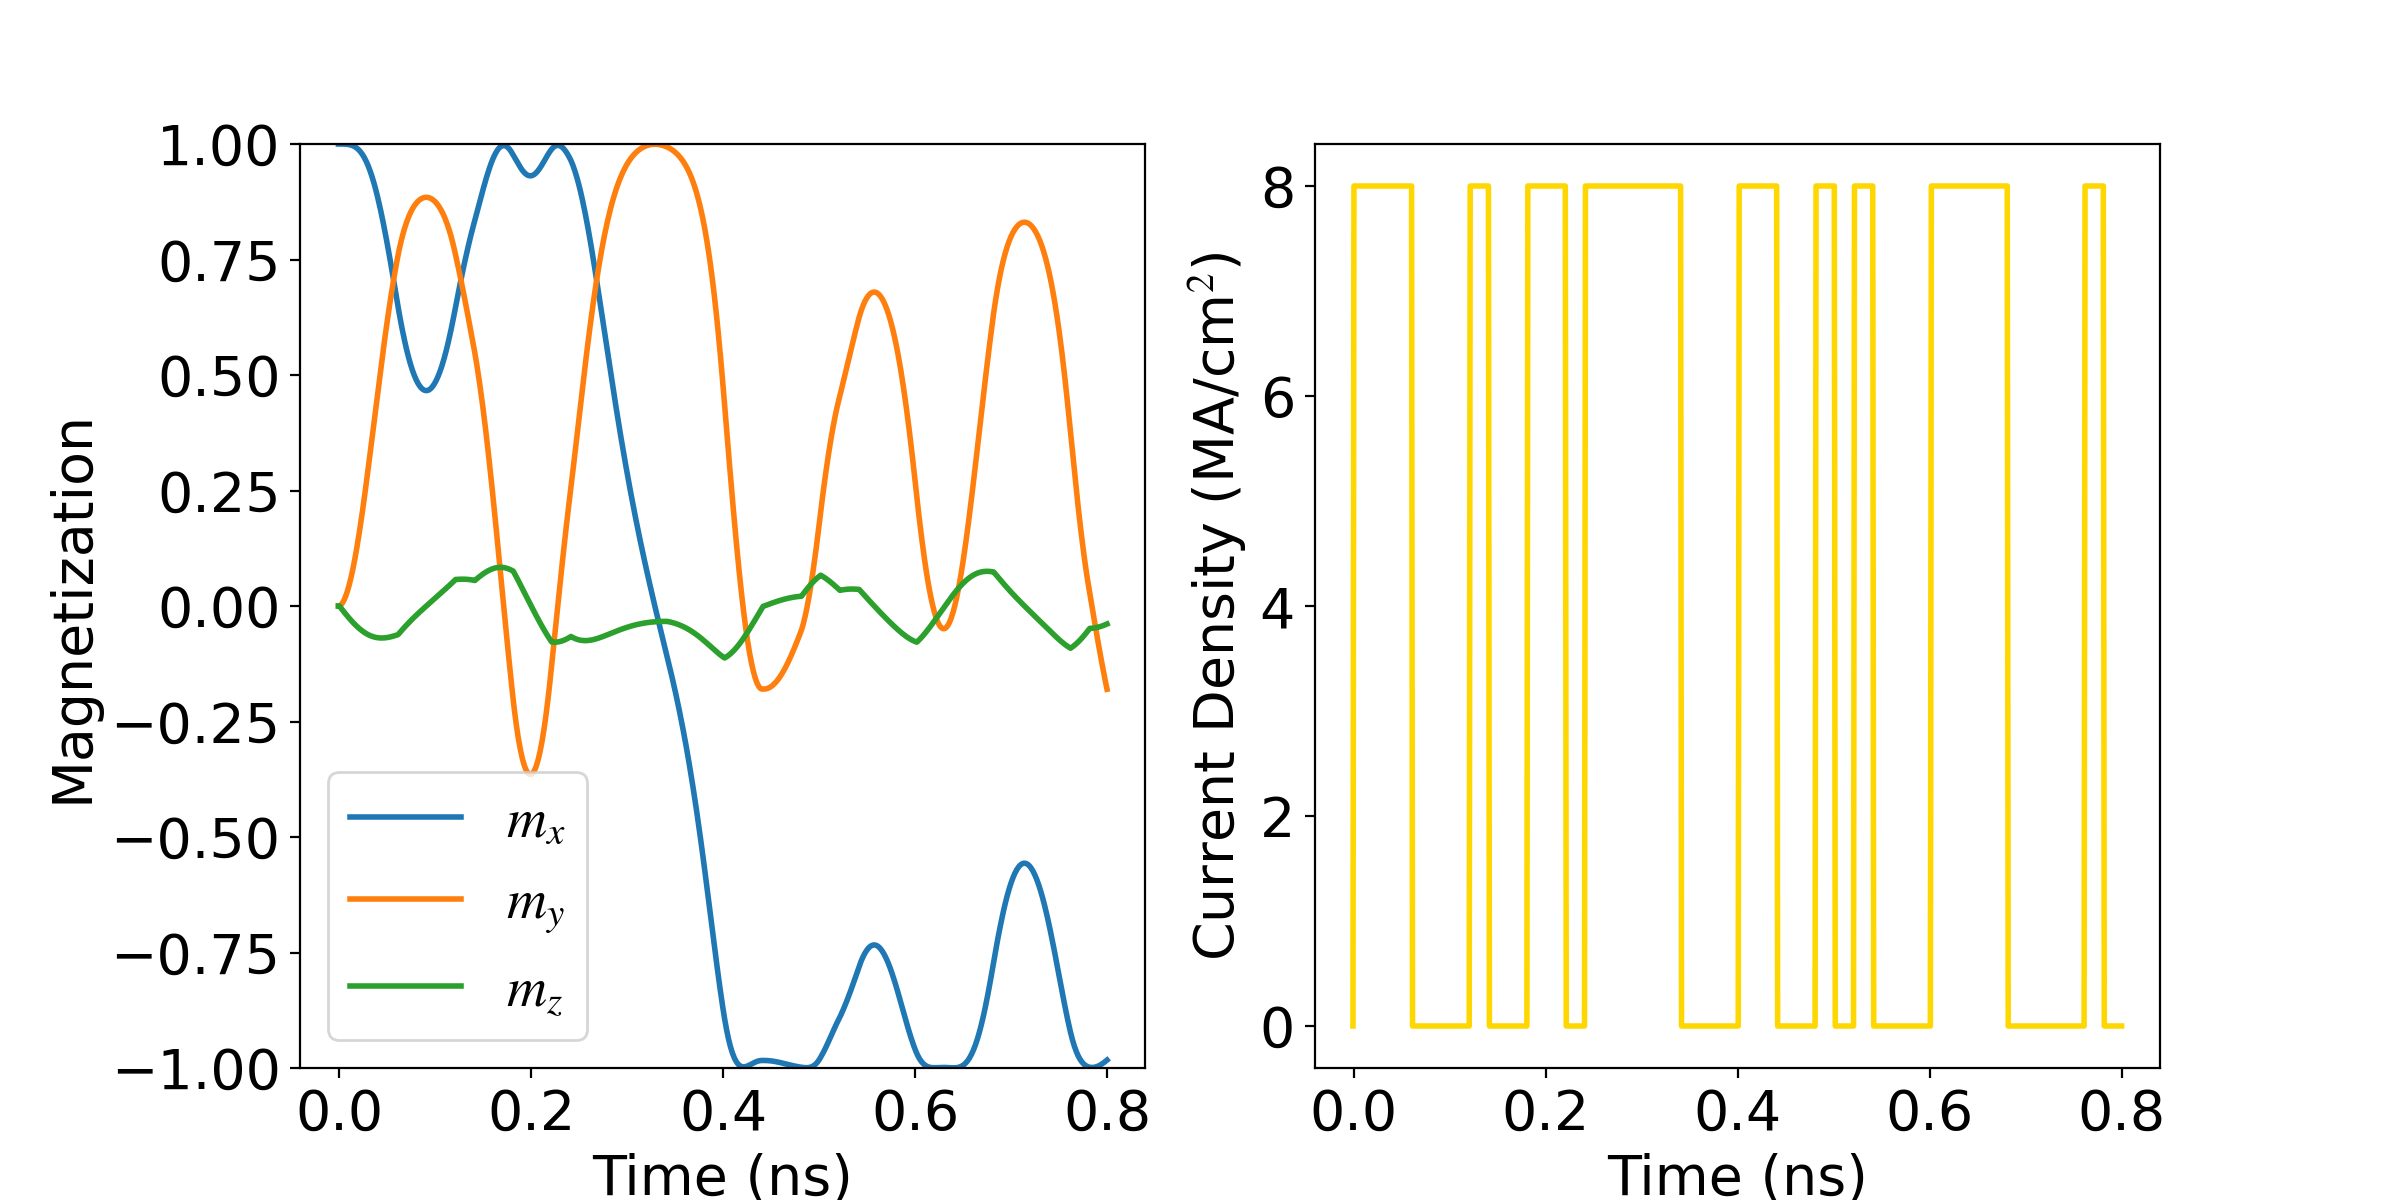 Magnetization
1.00
0.75
0.50
0.25
0.00
−0.25
−0.50
−0.75
−1.00
0.0 0.2 0.4 0.6 0.8
Time (ns)
m_x
m_y
m_z
Current Density (MA/cm²)
8
6
4
2
0
0.0 0.2 0.4 0.6 0.8
Time (ns)